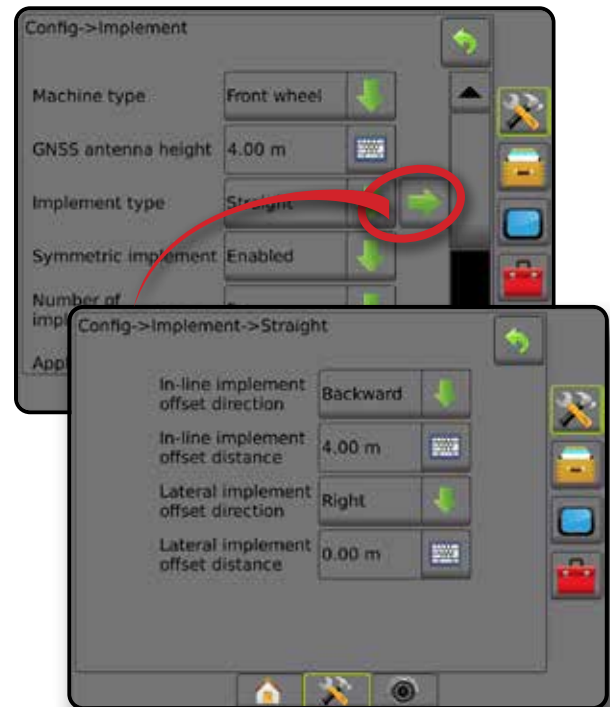 Config->Implement
Machine type Front wheel
GNSS antenna height 4.00 m
Implement type Straight
Symmetric implement Enabled
Number of
Config->Implement->Straight
In-line implement
offset direction Backward
In-line implement
offset distance 4.00 m
Lateral implement
offset direction Right
Lateral implement
offset distance 0.00 m